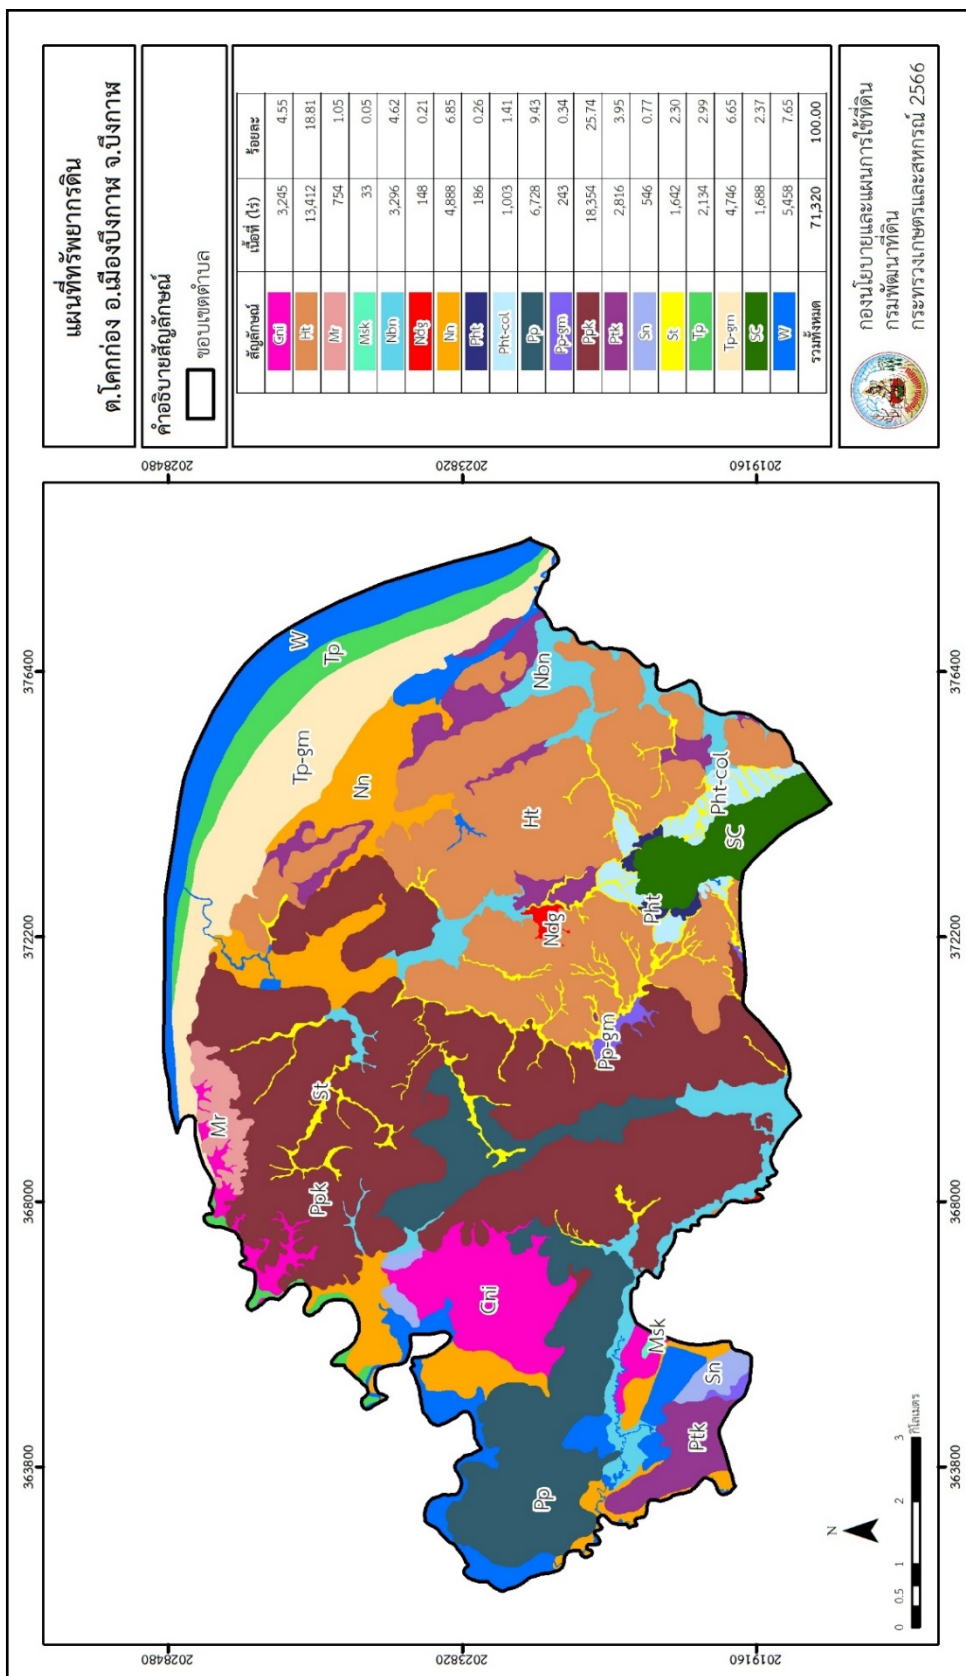 แผนที่ทรัพยากรดิน
ต.โคกก่อง อ.เมืองบึงกาฬ จ.บึงกาฬ
คำอธิบายสัญลักษณ์
ขอบเขตตำบล
สัญลักษณ์ เนื้อที่ (ไร่) ร้อยละ
Cni 3,245 4.55
Ht 13,412 18.81
Mr 754 1.05
Msk 33 0.05
Nbn 3,296 4.62
Ndg 148 0.21
Nn 4,888 6.85
Pht 186 0.26
Pht-col 1,003 1.41
Pp 6,728 9.43
Pp-gm 243 0.34
Ppk 18,354 25.74
Ptk 2,816 3.95
Sn 546 0.77
St 1,642 2.30
Tp 2,134 2.99
Tp-gm 4,746 6.65
SC 1,688 2.37
W 5,458 7.65
รวมทั้งหมด 71,320 100.00
กองนโยบายและแผนการใช้ที่ดิน
กรมพัฒนาที่ดิน
กระทรวงเกษตรและสหกรณ์ 2566
363800 368000 372200 376400
2028480 2028480
W
Tp
Tp-gm
Mr
Nn
St
Ppk
2023820 2023820
Cni
Ht
Nbn
Ndg
Pp
Pp-gm
Pht
Pht-col
Msk
SC
Sn
Ptk
2019160 2019160
N
0 0.5 1 2 3
กิโลเมตร
363800 368000 372200 376400